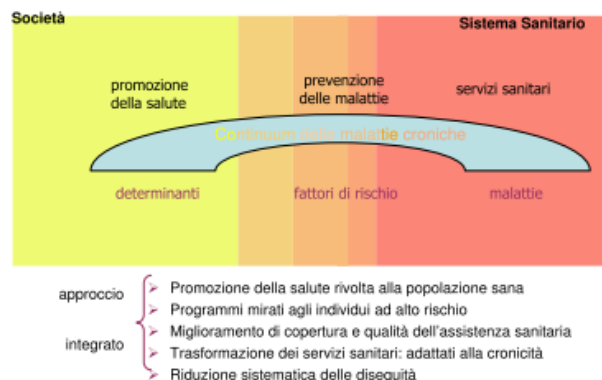 Società
Sistema Sanitario
promozione
della salute
prevenzione
delle malattie
servizi sanitari
Continuum delle malattie croniche
determinanti
fattori di rischio
malattie
approccio
integrato
Promozione della salute rivolta alla popolazione sana
Programmi mirati agli individui ad alto rischio
Miglioramento di copertura e qualità dell'assistenza sanitaria
Trasformazione dei servizi sanitari: adattati alla cronicità
Riduzione sistematica delle disequità